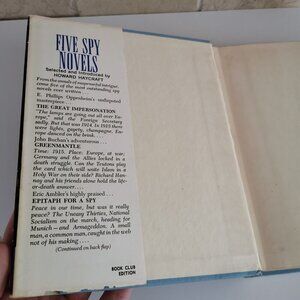 FIVE SPY
NOVELS
Selected and Introduced by
HOWARD HAYCRAFT
From the annals of suspenseful intrigue
come five of the most outstanding spy
novels ever written . . .
E. Phillips Oppenheim's undisputed
masterpiece . . .
THE GREAT IMPERSONATION
"The lamps are going out all over Eu-
rope," said the Foreign Secretary
sadly. But that was 1914. In 1913 there
were lights, gaiety, champagne. Europe
danced on the brink.
John Buchan's adventurous . . .
GREENMANTLE
Time: 1915. Place: Europe, at war:
Germany and the Allies locked in a
death struggle. Can the Teutons play
the card which will unite Islam in a
Holy War on their side? Richard Han-
nay and his friends alone hold the life-
or-death answer. . . .
Eric Ambler's highly praised . . .
EPITAPH FOR A SPY
Peace in our time, but was it really
peace? The Uneasy Thirties, National
Socialism on the march, heading for
Munich—and Armageddon. A small
man, a common man, caught in the web
not of his making . . . .
(Continued on back flap)
BOOK CLUB
EDITION